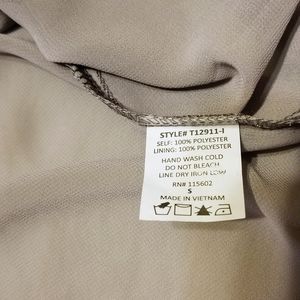 STYLE# T12911-I
SELF: 100% POLYESTER
LINING: 100% POLYESTER
HAND WASH COLD
DO NOT BLEACH
LINE DRY IRON LOW
RN# 115602
S
MADE IN VIETNAM